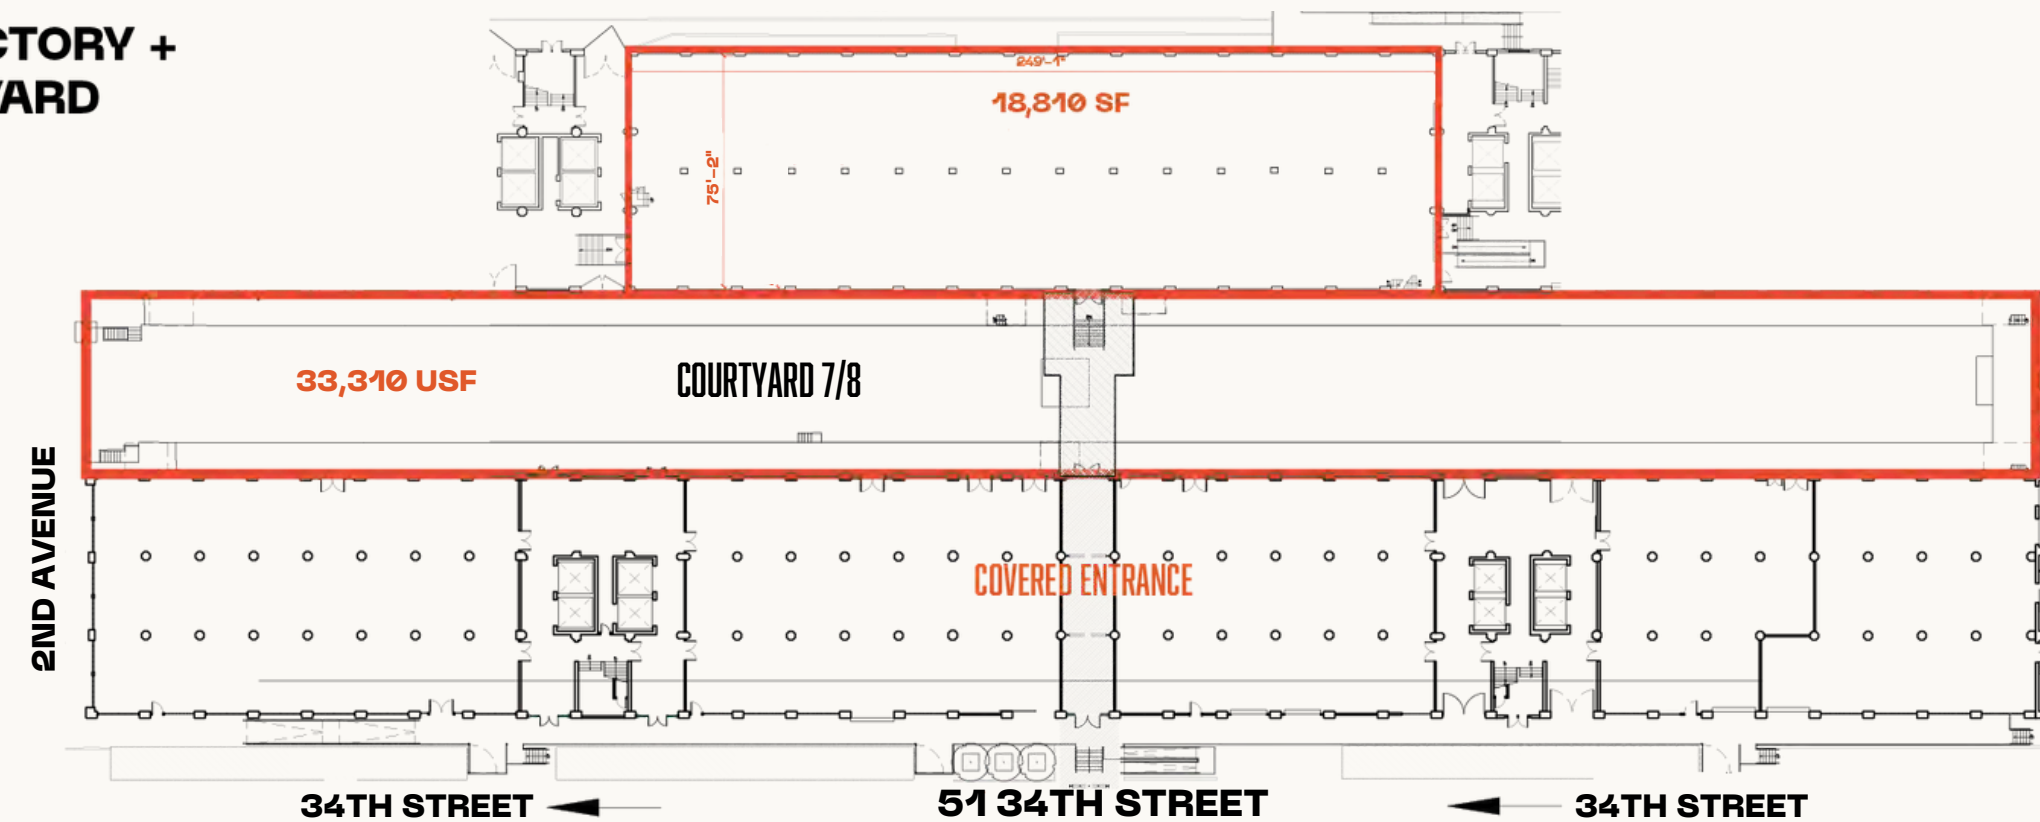 CTORY +
YARD
249'-1"
18,810 SF
75'-2"
33,310 USF
COURTYARD 7/8
2ND AVENUE
COVERED ENTRANCE
34TH STREET
51 34TH STREET
34TH STREET